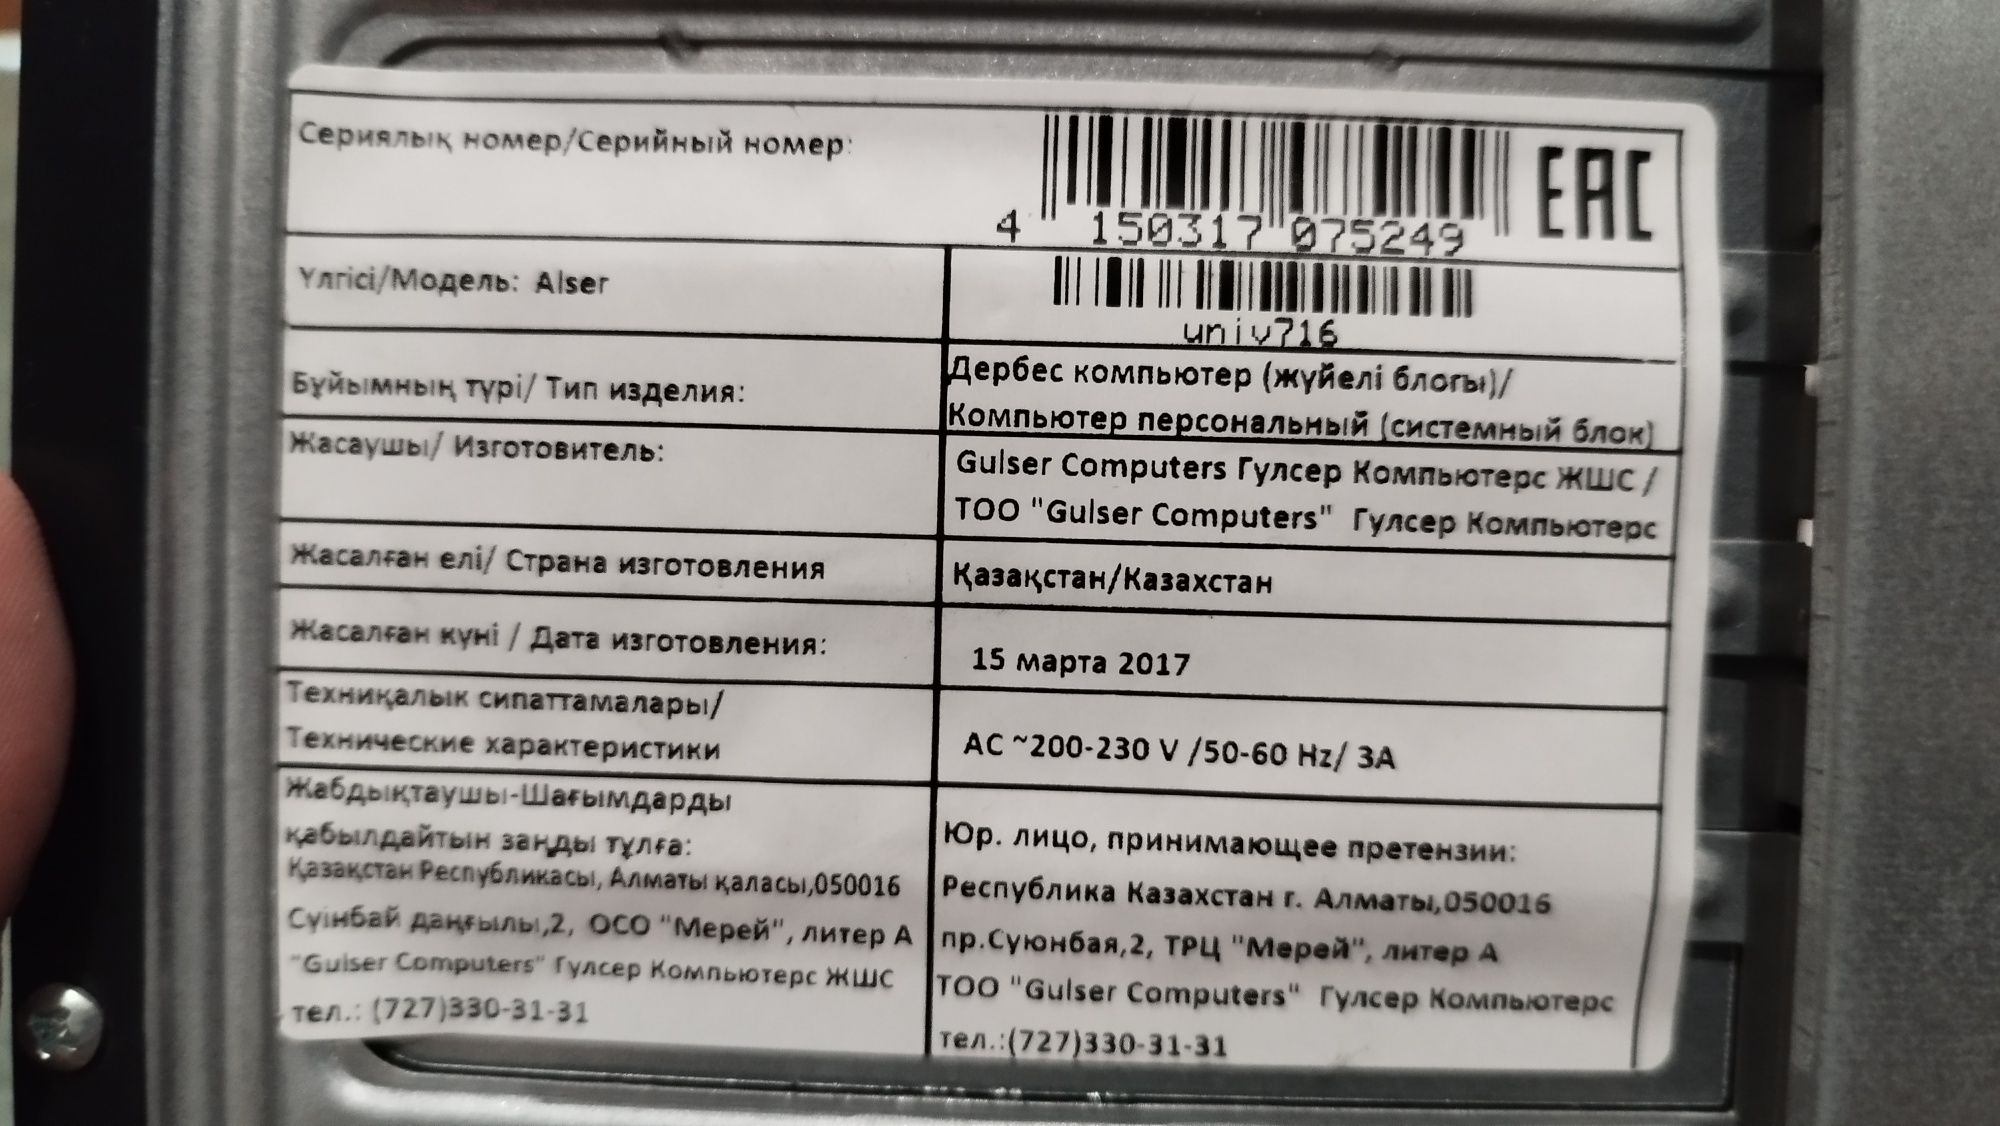 Сериялық номер/Серийный номер:
4 150317 075249
EAC
Үлгісі/Модель: Alser
univ716
Бұйымның түрі/ Тип изделия:
Дербес компьютер (жүйелі блогы)/
Компьютер персональный (системный блок)
Жасаушы/ Изготовитель:
Gulser Computers Гулсер Компьютерс ЖШС /
ТОО "Gulser Computers" Гулсер Компьютерс
Жасалған елі/ Страна изготовления
Қазақстан/Казахстан
Жасалған күні / Дата изготовления:
15 марта 2017
Техниқалық сипаттамалары/
Технические характеристики
AC ~200-230 V /50-60 Hz/ 3A
Жабдықтаушы-Шағымдарды
қабылдайтын заңды тұлға:
Қазақстан Республикасы, Алматы қаласы,050016
Сүінбай даңғылы,2, ОСО "Мерей", литер А
"Gulser Computers" Гулсер Компьютерс ЖШС
тел.: (727)330-31-31
Юр. лицо, принимающее претензии:
Республика Казахстан г. Алматы,050016
пр.Суюнбая,2, ТРЦ "Мерей", литер А
ТОО "Gulser Computers" Гулсер Компьютерс
тел.:(727)330-31-31